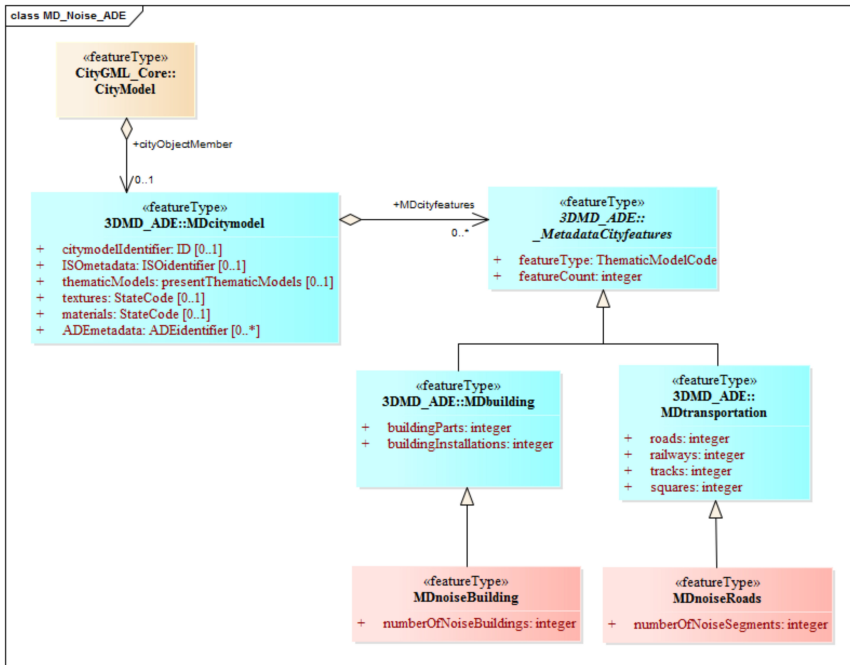 class MD_Noise_ADE
«featureType»
CityGML_Core::
CityModel
+cityObjectMember
0..1
«featureType»
3DMD_ADE::MDcitymodel
+ citymodelIdentifier: ID [0..1]
+ ISOmetadata: ISOidentifier [0..1]
+ thematicModels: presentThematicModels [0..1]
+ textures: StateCode [0..1]
+ materials: StateCode [0..1]
+ ADEmetadata: ADEidentifier [0..*]
+MDcityfeatures
0..*
«featureType»
3DMD_ADE::
_MetadataCityfeatures
+ featureType: ThematicModelCode
+ featureCount: integer
«featureType»
3DMD_ADE::MDbuilding
+ buildingParts: integer
+ buildingInstallations: integer
«featureType»
3DMD_ADE::
MDtransportation
+ roads: integer
+ railways: integer
+ tracks: integer
+ squares: integer
«featureType»
MDnoiseBuilding
+ numberOfNoiseBuildings: integer
«featureType»
MDnoiseRoads
+ numberOfNoiseSegments: integer